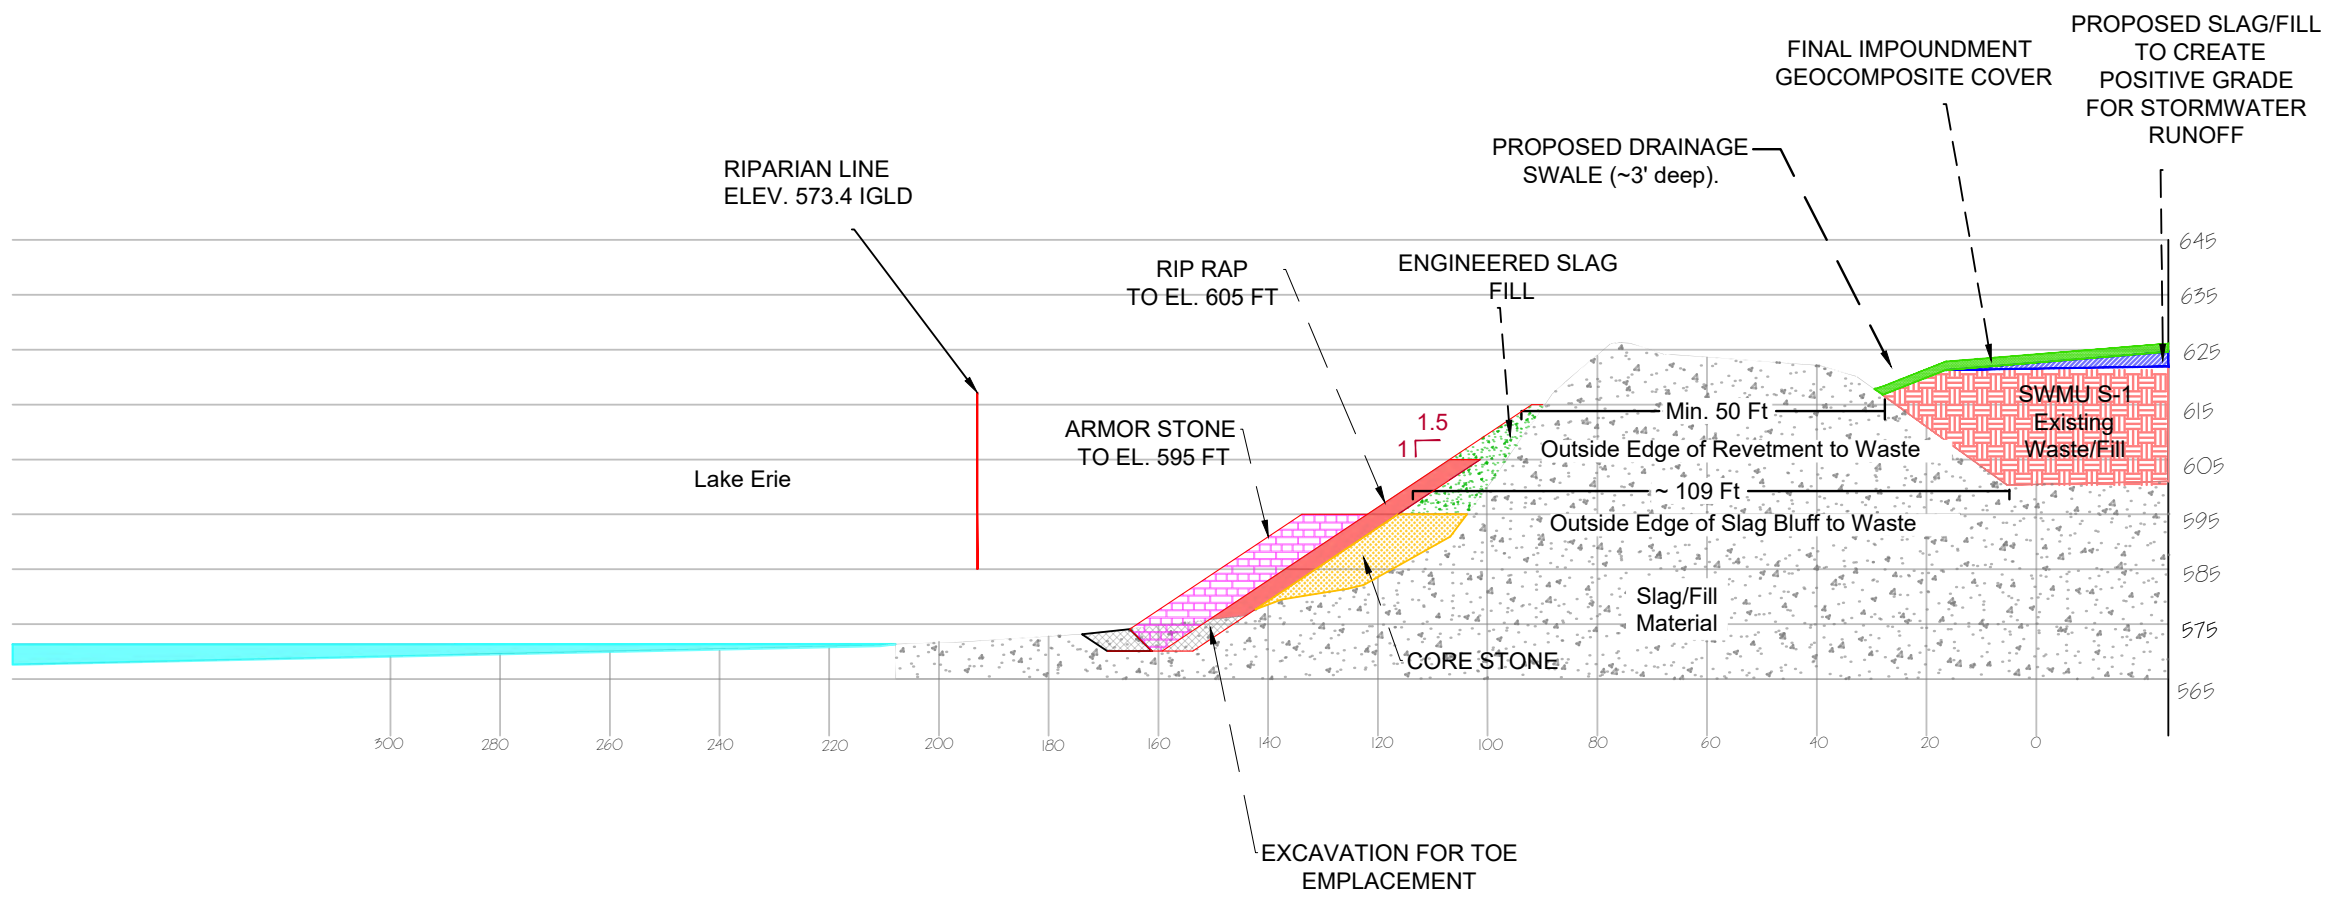 PROPOSED SLAG/FILL
TO CREATE
POSITIVE GRADE
FOR STORMWATER
RUNOFF
FINAL IMPOUNDMENT
GEOCOMPOSITE COVER
PROPOSED DRAINAGE
SWALE (~3' deep).
RIPARIAN LINE
ELEV. 573.4 IGLD
RIP RAP
TO EL. 605 FT
ENGINEERED SLAG
FILL
ARMOR STONE
TO EL. 595 FT
1.5
1
Lake Erie
Min. 50 Ft
Outside Edge of Revetment to Waste
~ 109 Ft
Outside Edge of Slag Bluff to Waste
SWMU S-1
Existing
Waste/Fill
Slag/Fill
Material
CORE STONE
EXCAVATION FOR TOE
EMPLACEMENT
645
635
625
615
605
595
585
575
565
300
280
260
240
220
200
180
160
140
120
100
80
60
40
20
0